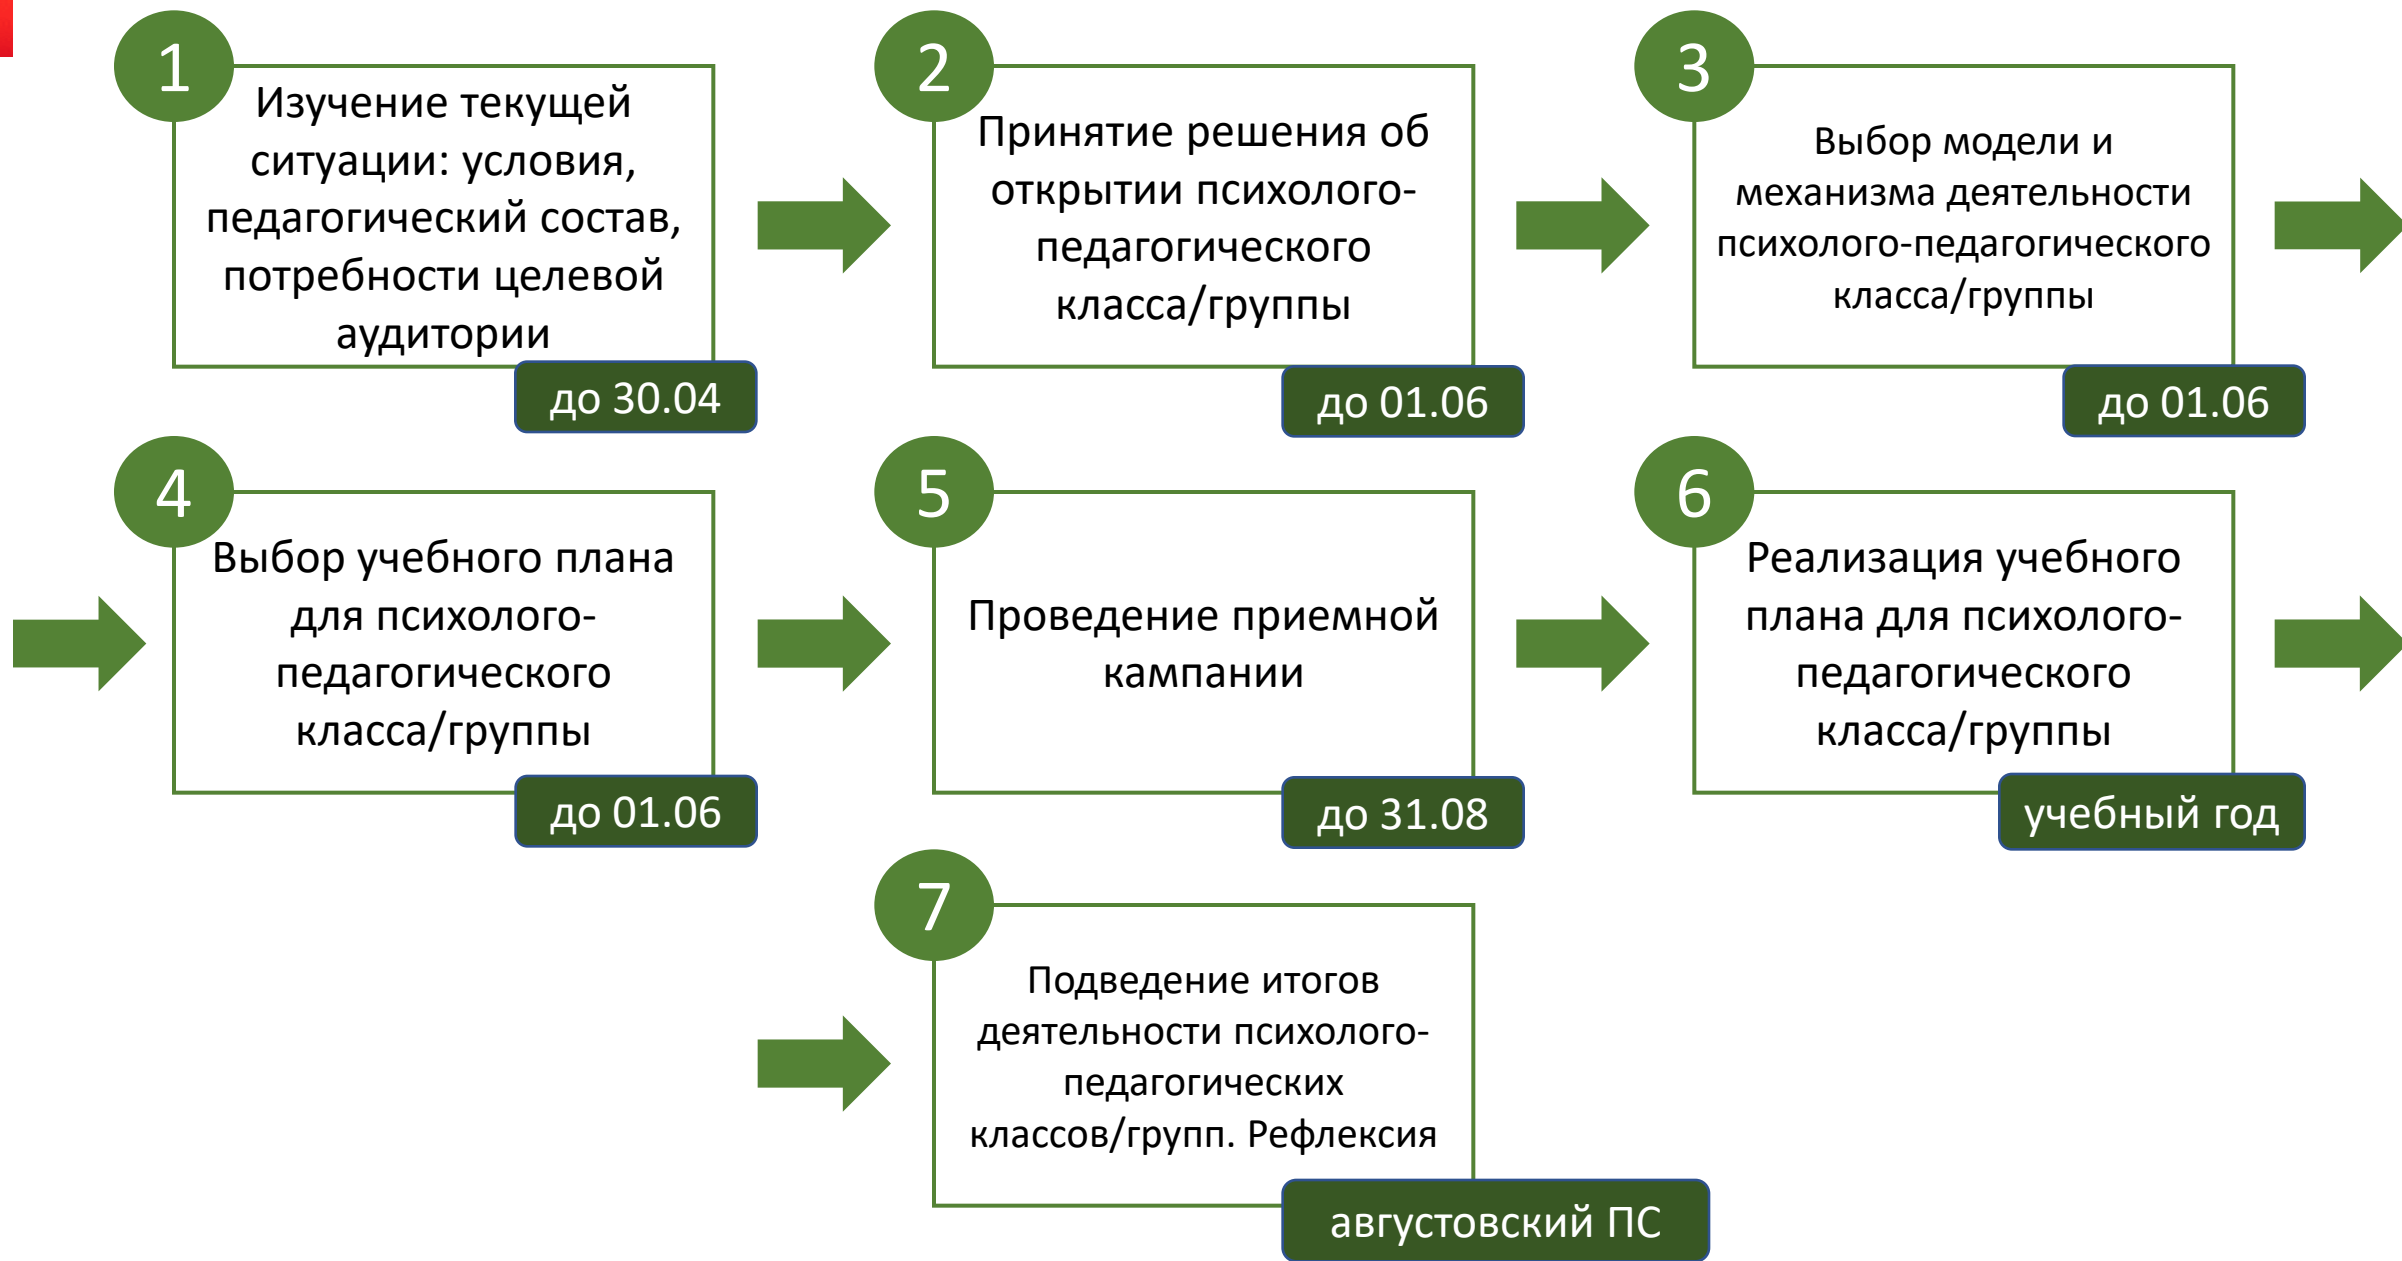 1
Изучение текущей
ситуации: условия,
педагогический состав,
потребности целевой
аудитории
до 30.04
2
Принятие решения об
открытии психолого-
педагогического
класса/группы
до 01.06
3
Выбор модели и
механизма деятельности
психолого-педагогического
класса/группы
до 01.06
4
Выбор учебного плана
для психолого-
педагогического
класса/группы
до 01.06
5
Проведение приемной
кампании
до 31.08
6
Реализация учебного
плана для психолого-
педагогического
класса/группы
учебный год
7
Подведение итогов
деятельности психолого-
педагогических
классов/групп. Рефлексия
августовский ПС